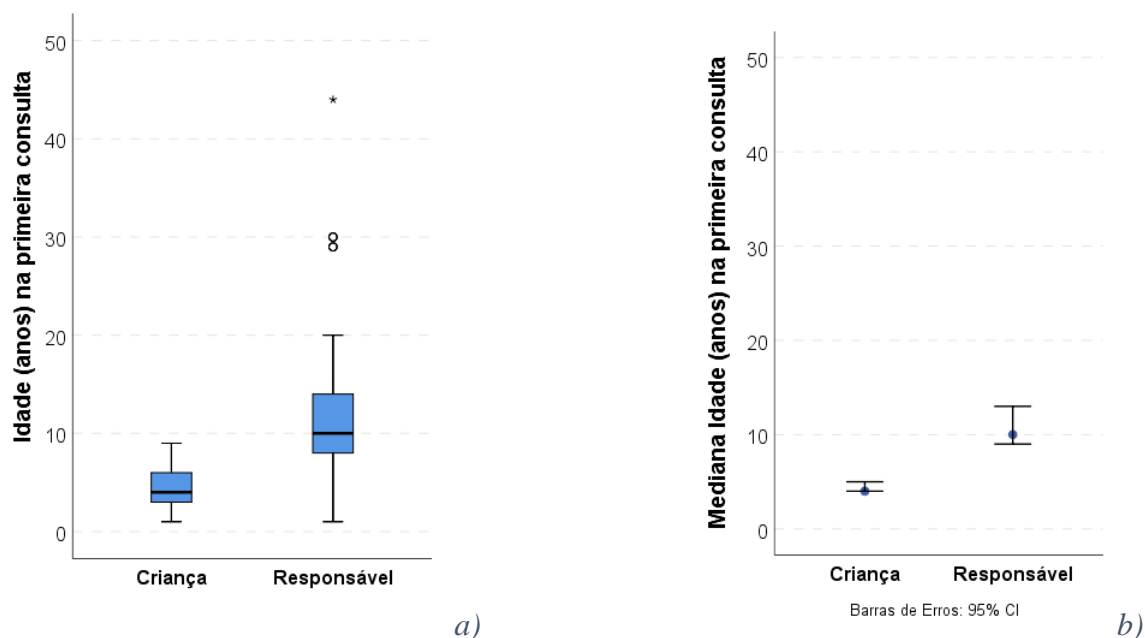 Idade (anos) na primeira consulta
50
40
30
20
10
0
*
Criança Responsável
a)
Mediana Idade (anos) na primeira consulta
50
40
30
20
10
0
Criança Responsável
Barras de Erros: 95% CI
b)